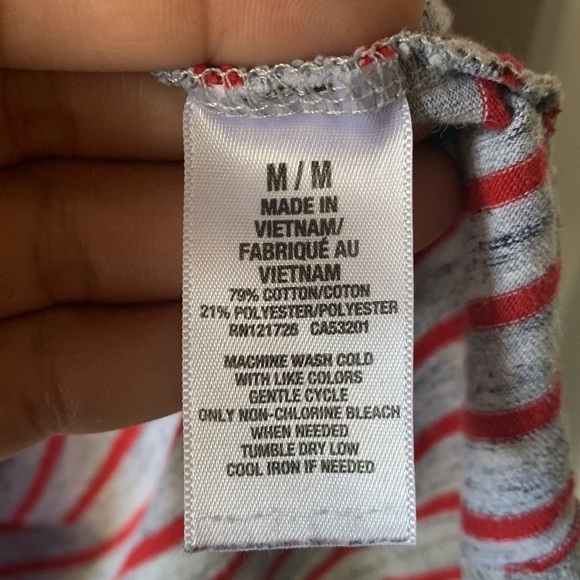 M / M
MADE IN
VIETNAM/
FABRIQUÉ AU
VIETNAM
79% COTTON/COTON
21% POLYESTER/POLYESTER
RN121726 CA53201
MACHINE WASH COLD
WITH LIKE COLORS
GENTLE CYCLE
ONLY NON-CHLORINE BLEACH
WHEN NEEDED
TUMBLE DRY LOW
COOL IRON IF NEEDED